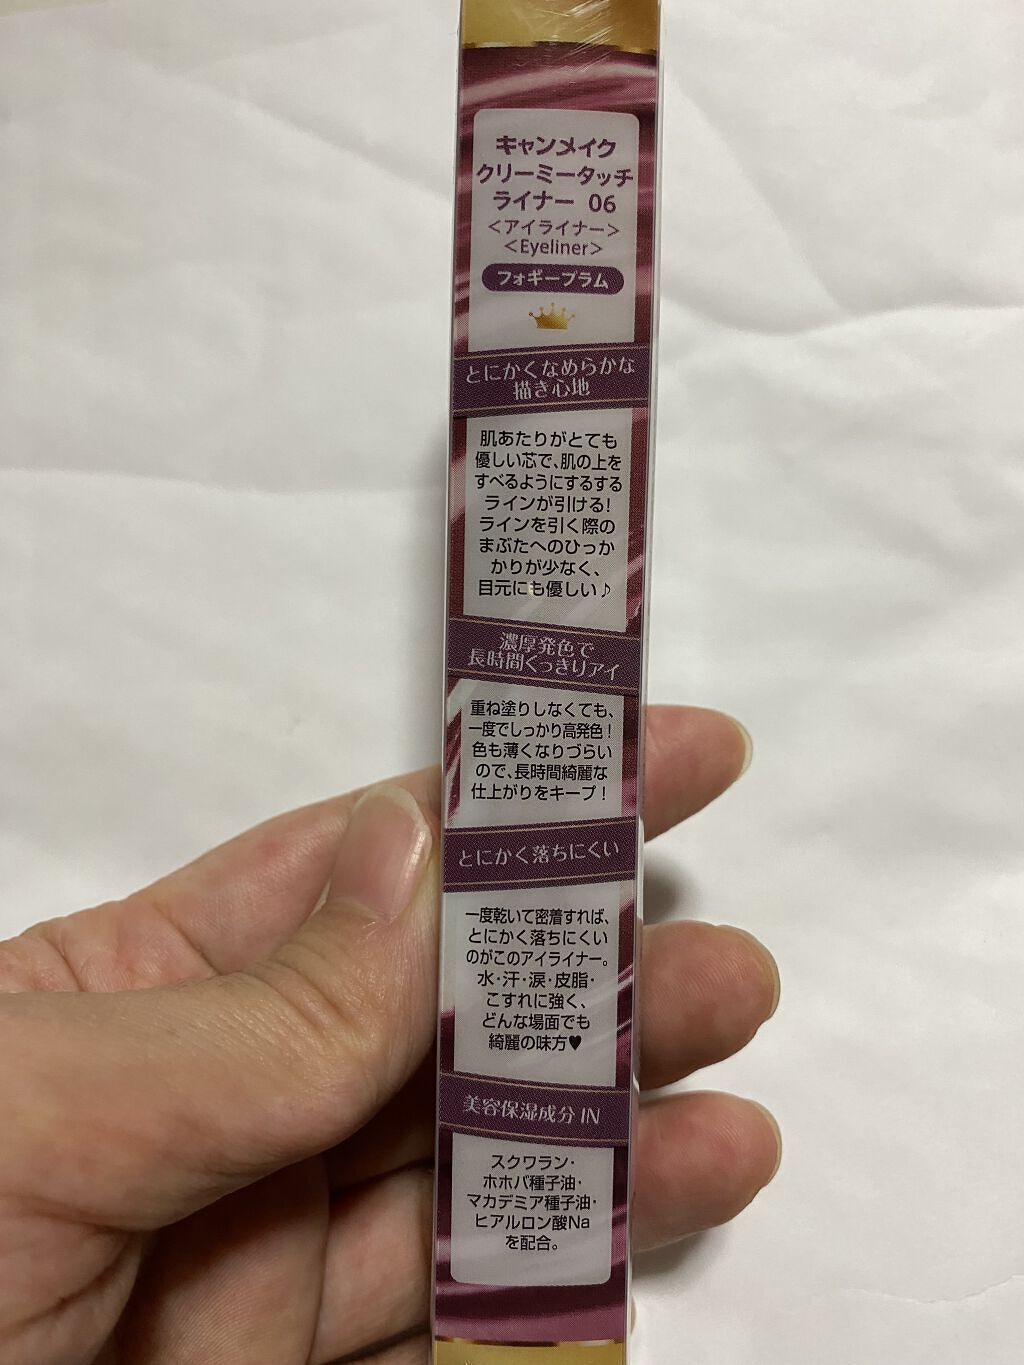 キャンメイク
クリーミータッチ
ライナー 06
＜アイライナー＞
＜Eyeliner＞
フォギープラム
とにかくなめらかな
描き心地
肌あたりがとても
優しい芯で、肌の上を
すべるようにするする
ラインが引ける!
ラインを引く際の
まぶたへのひっか
かりが少なく、
目元にも優しい♪
濃厚発色で
長時間くっきりアイ
重ね塗りしなくても、
一度でしっかり高発色!
色も薄くなりづらい
ので、長時間綺麗な
仕上がりをキープ!
とにかく落ちにくい
一度乾いて密着すれば、
とにかく落ちにくい
のがこのアイライナー。
水・汗・涙・皮脂・
こすれに強く、
どんな場面でも
綺麗の味方♥
美容保湿成分 IN
スクワラン・
ホホバ種子油・
マカデミア種子油・
ヒアルロン酸Na
を配合。